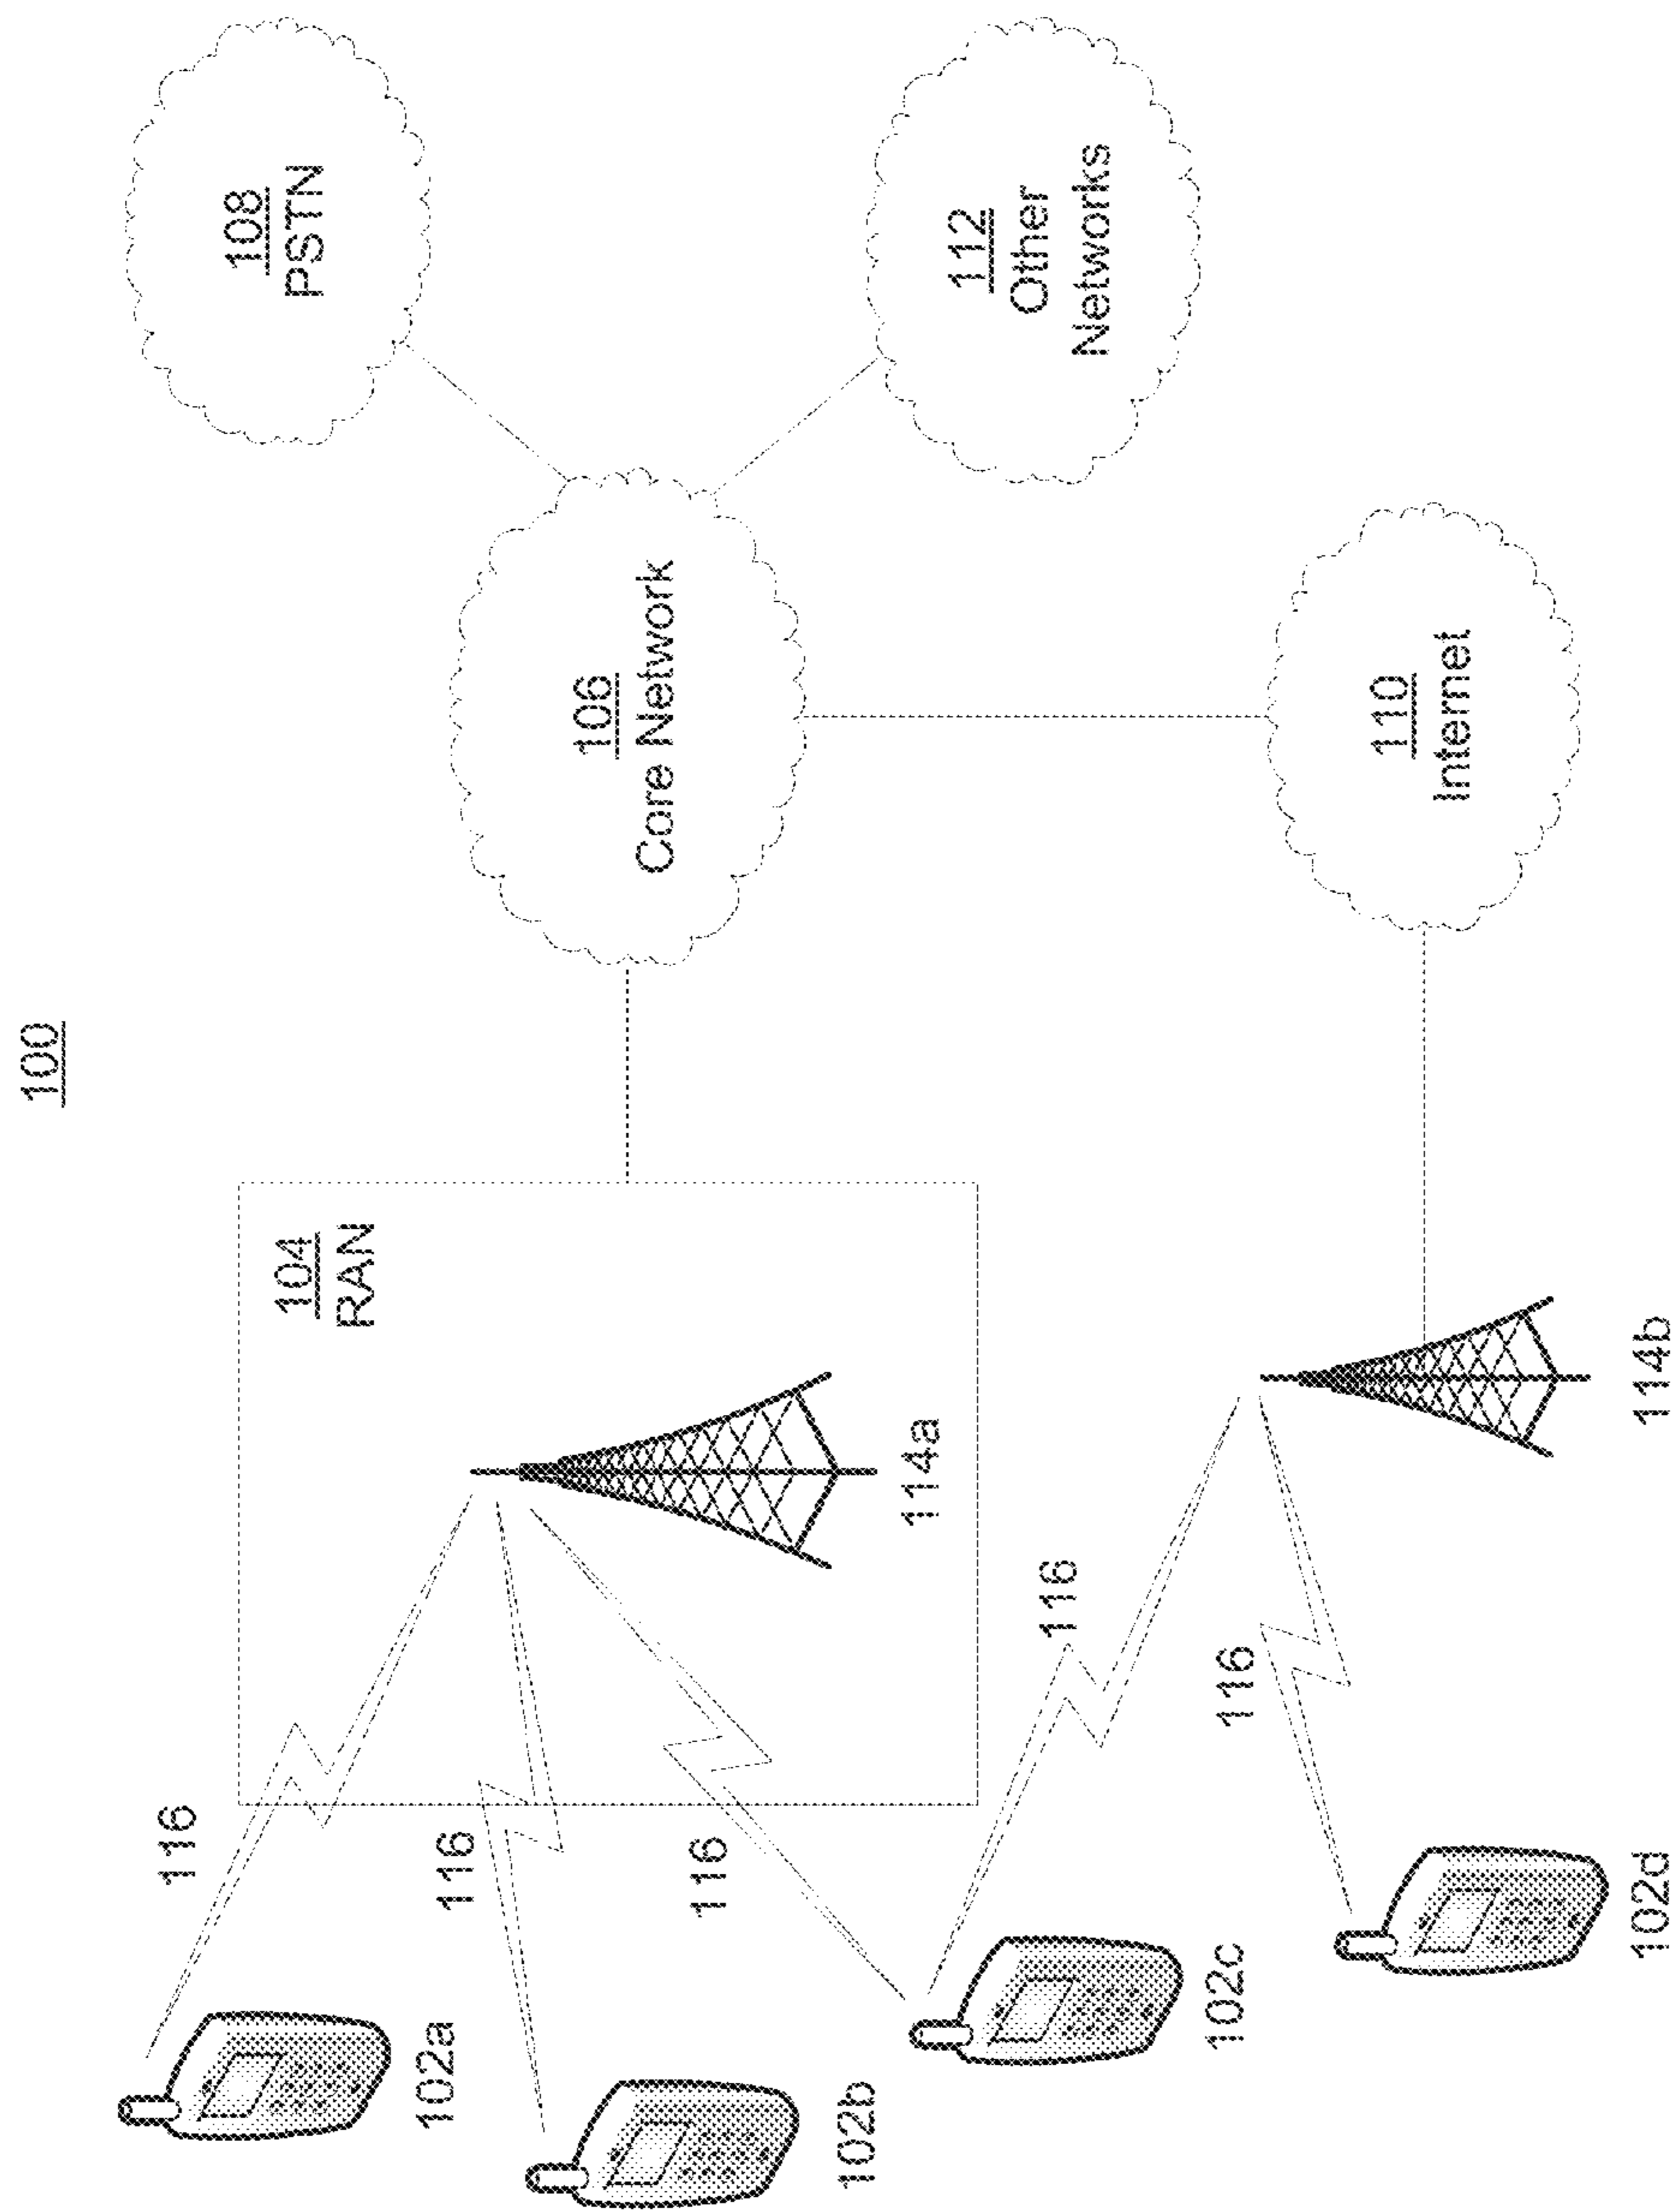 100
108
PSTN
106
Core Network
112
Other
Networks
104
RAN
114a
110
Internet
114b
116
116
116
116
116
102a
102b
102c
102d